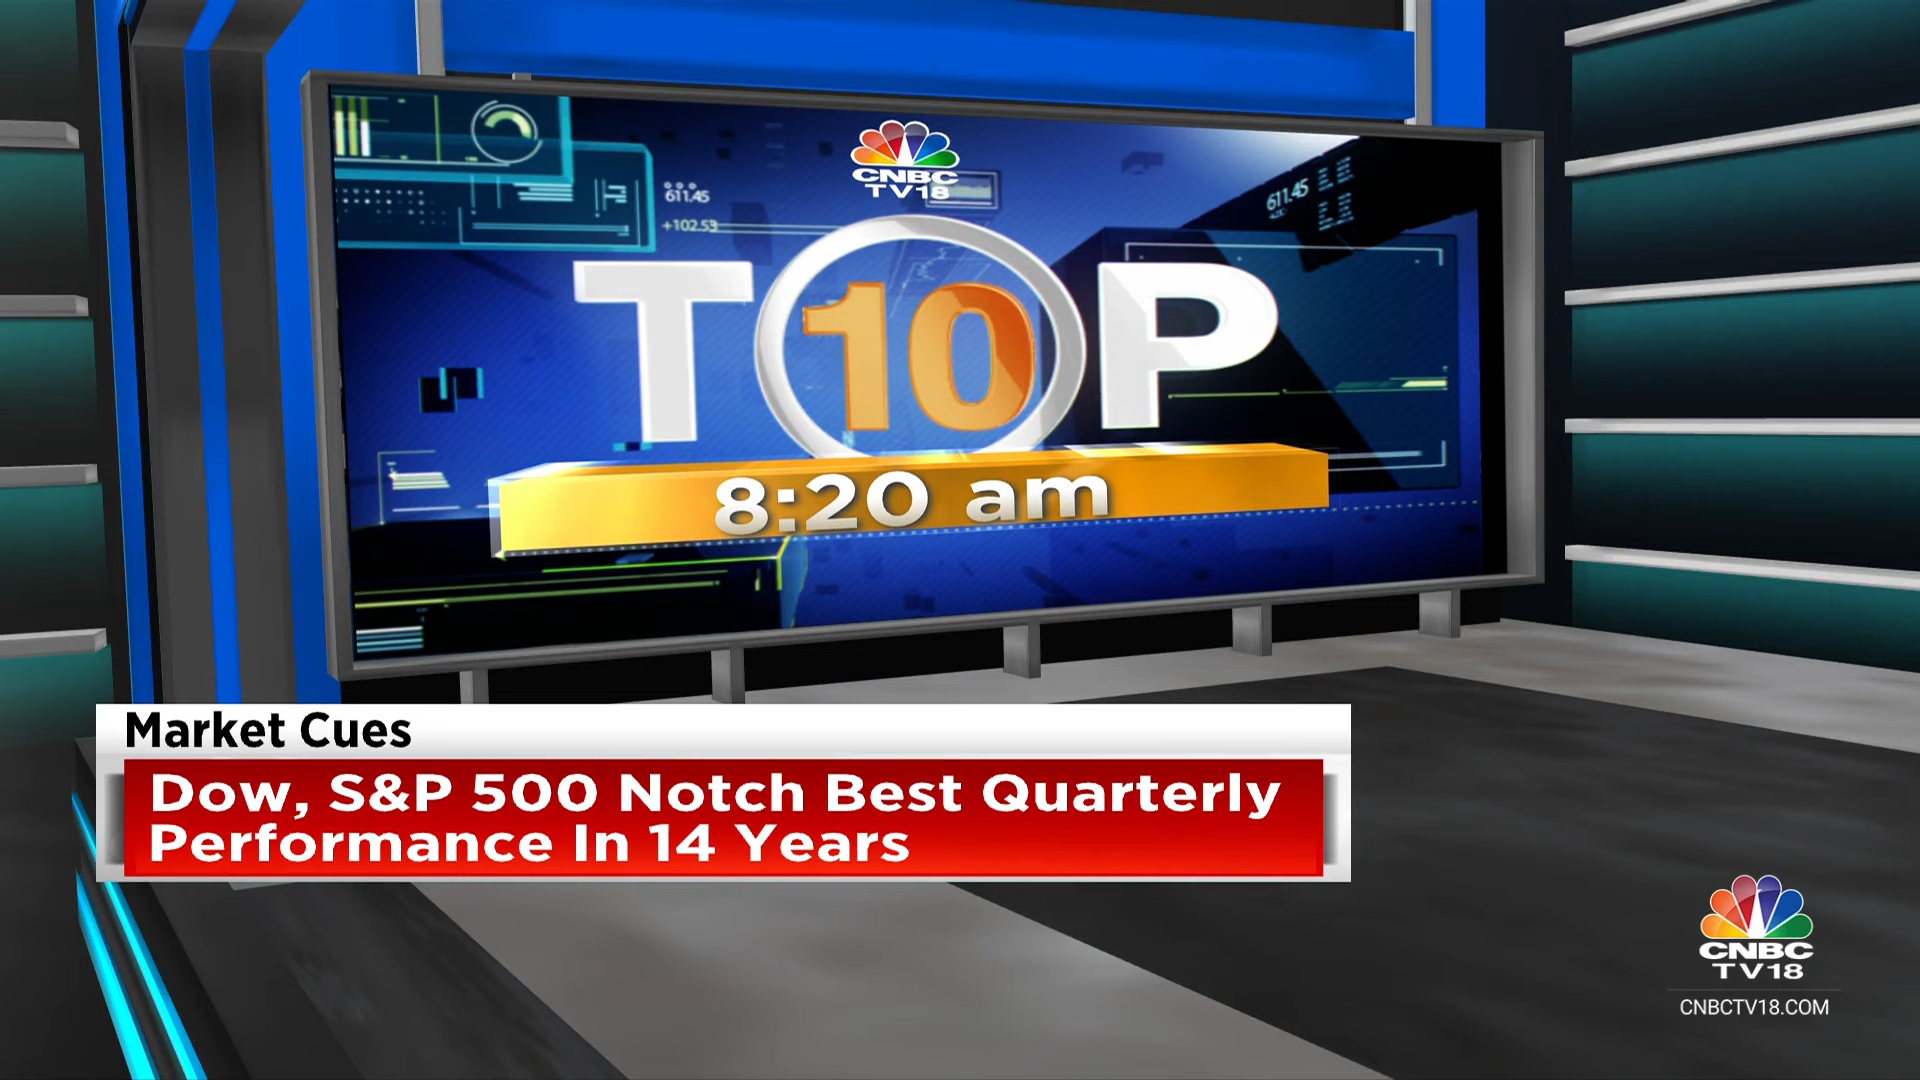 CNBC
TV18
611.45
+102.53
611.45
TOP
10
8:20 am
Market Cues
Dow, S&P 500 Notch Best Quarterly
Performance In 14 Years
CNBC
TV18
CNBCTV18.COM